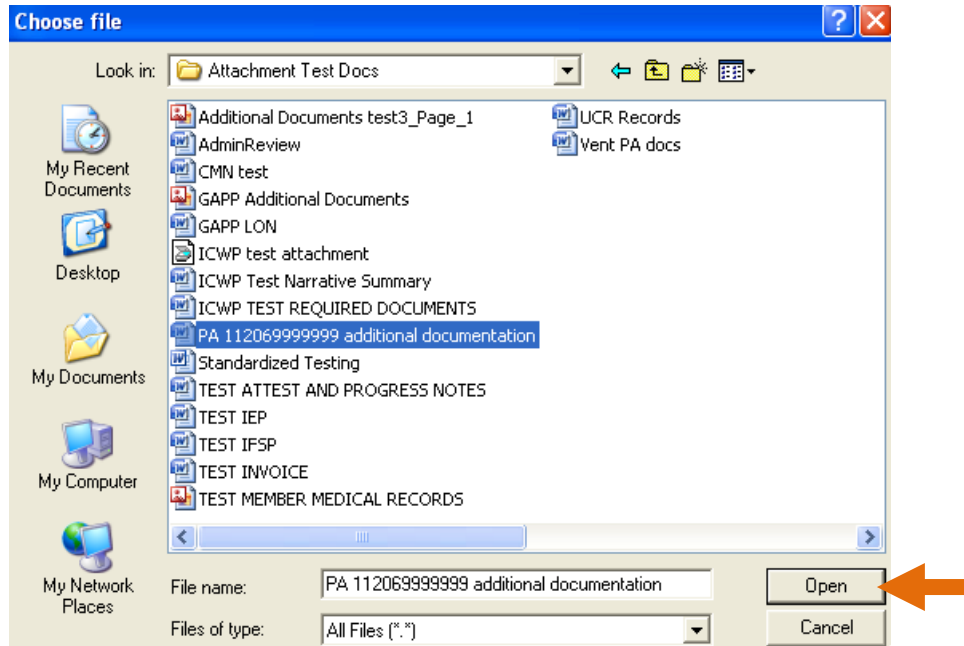 Choose file
Look in:
Attachment Test Docs
My Recent
Documents
Desktop
My Documents
My Computer
My Network
Places
Additional Documents test3_Page_1
AdminReview
CMN test
GAPP Additional Documents
GAPP LON
ICWP test attachment
ICWP Test Narrative Summary
ICWP TEST REQUIRED DOCUMENTS
PA 112069999999 additional documentation
Standardized Testing
TEST ATTEST AND PROGRESS NOTES
TEST IEP
TEST IFSP
TEST INVOICE
TEST MEMBER MEDICAL RECORDS
UCR Records
Vent PA docs
File name:
PA 112069999999 additional documentation
Open
Files of type:
All Files (*.*)
Cancel